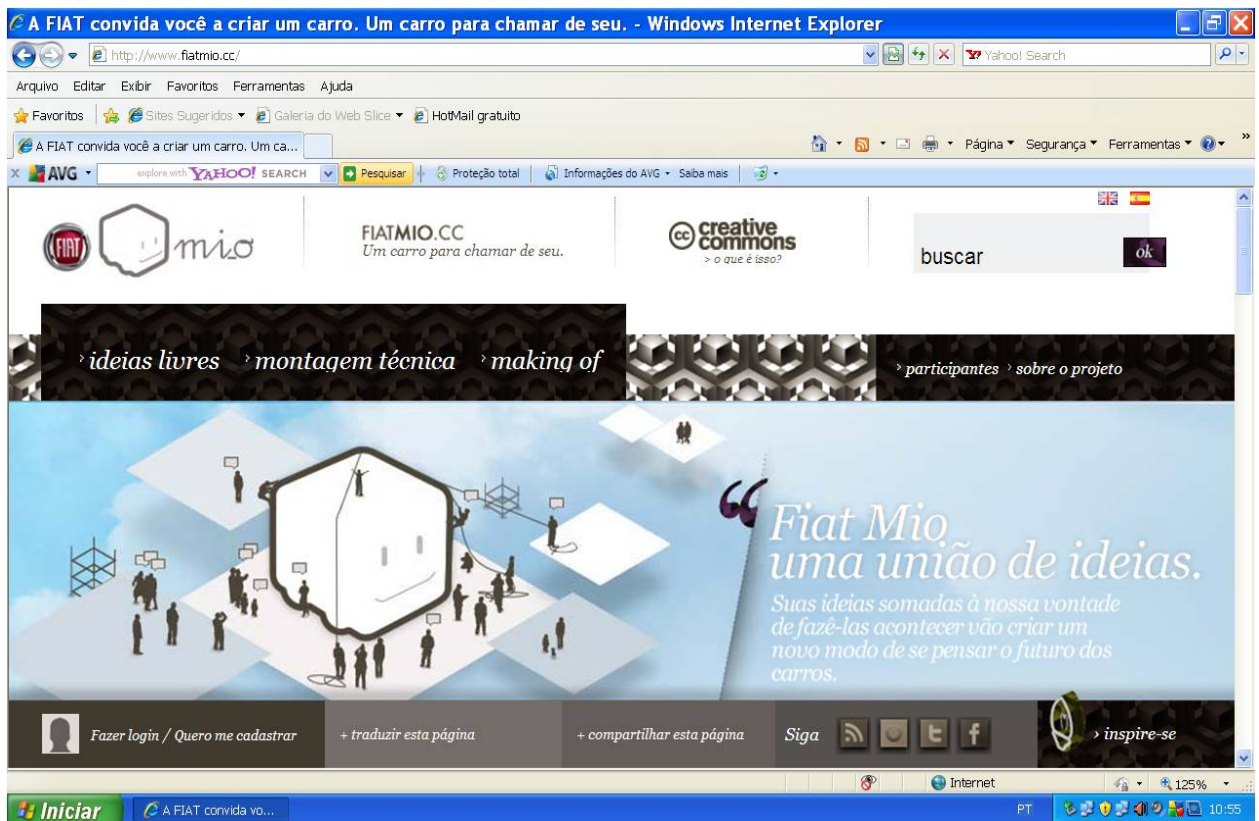 A FIAT convida você a criar um carro. Um carro para chamar de seu. - Windows Internet Explorer
http://www.fiatmio.cc/
Yahoo! Search
Arquivo Editar Exibir Favoritos Ferramentas Ajuda
Favoritos Sites Sugeridos Galeria do Web Slice HotMail gratuito
A FIAT convida você a criar um carro. Um ca...
Página Segurança Ferramentas »
x AVG explore with YAHOO! SEARCH Pesquisar Proteção total Informações do AVG Saiba mais
FIAT mio
FIATMIO.CC
Um carro para chamar de seu.
cc creative commons
> o que é isso?
buscar ok
› ideias livres › montagem técnica › making of
› participantes › sobre o projeto
“ Fiat Mio
uma união de ideias.
Suas ideias somadas à nossa vontade
de fazê-las acontecer vão criar um
novo modo de se pensar o futuro dos
carros.
Fazer login / Quero me cadastrar + traduzir esta página + compartilhar esta página Siga t f › inspire-se
Internet 125%
Iniciar A FIAT convida vo... PT 10:55